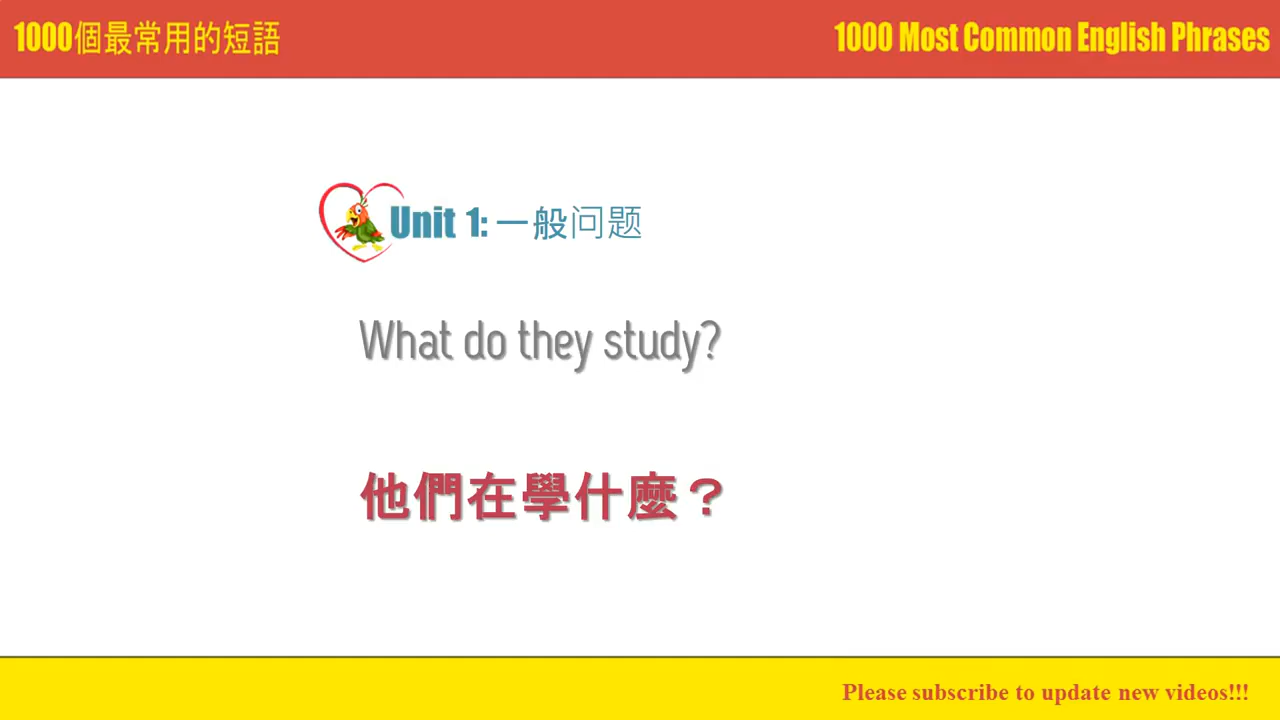 1000個最常用的短語
1000 Most Common English Phrases
Unit 1: 一般问题
What do they study?
他們在學什麼？
Please subscribe to update new videos!!!